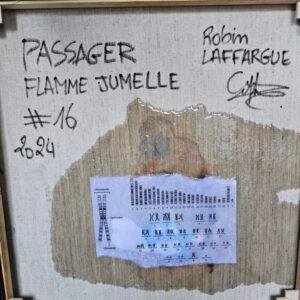 PASSAGER
FLAMME JUMELLE
#16
2024
Robin
LAFFARGUE